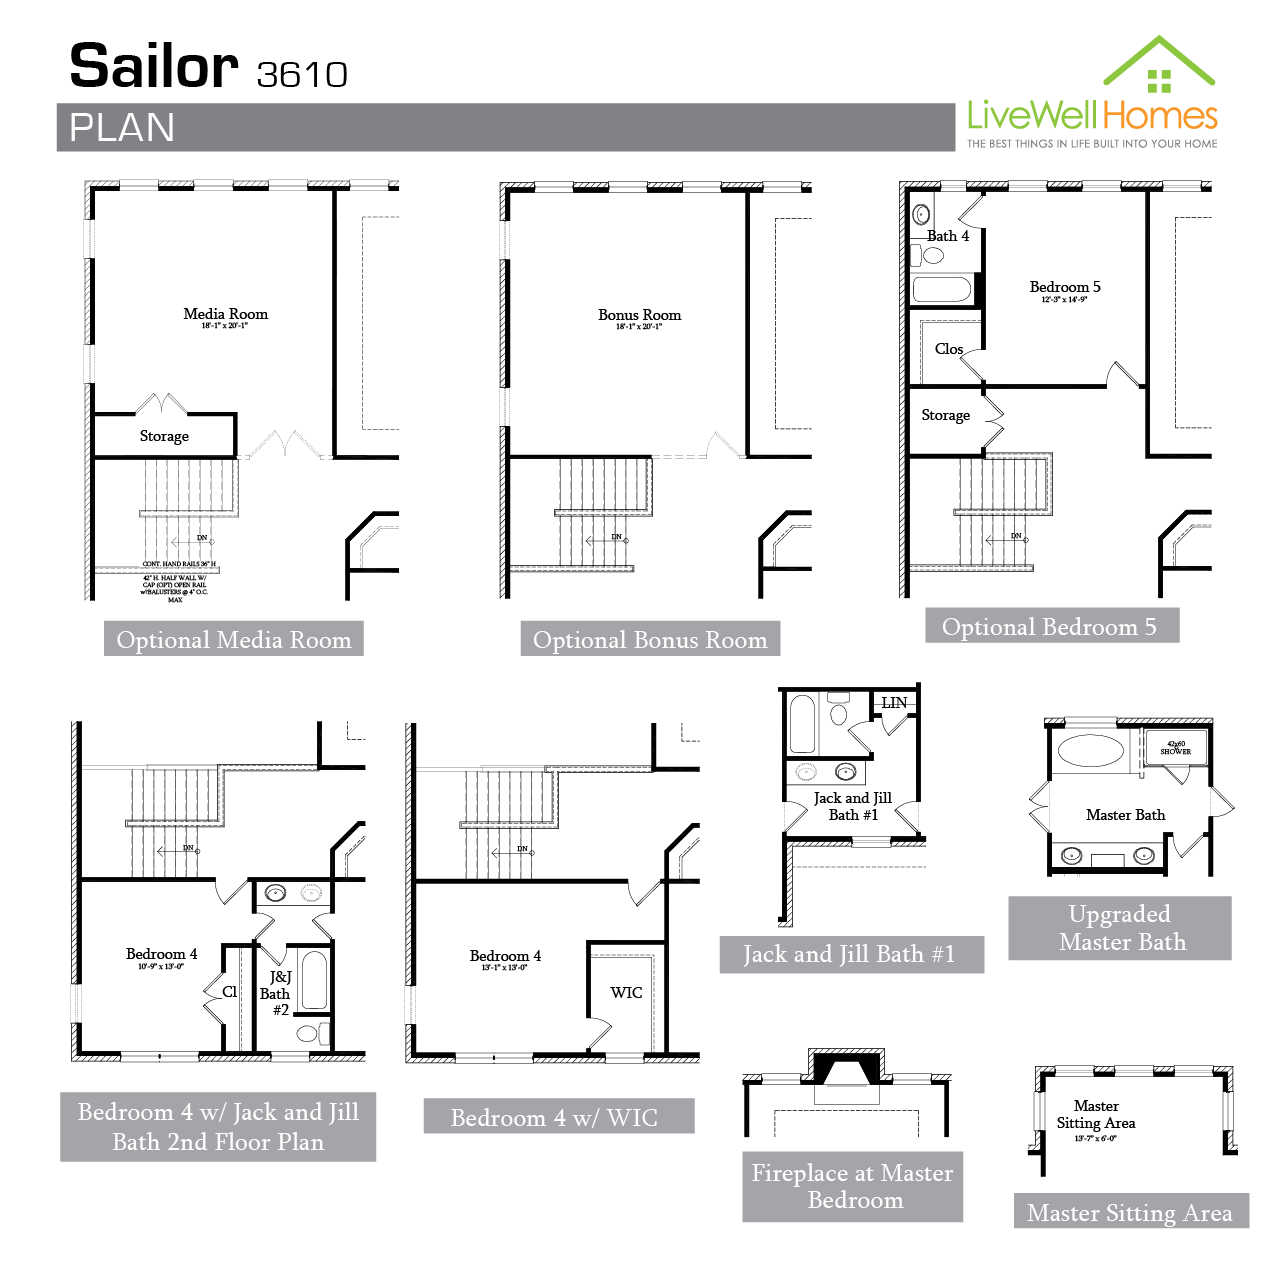 Sailor 3610
PLAN
LiveWell Homes
THE BEST THINGS IN LIFE BUILT INTO YOUR HOME
Media Room
18'-1" x 20'-1"
Storage
DN
CONT. HAND RAILS 36" H
42" H. HALF WALL W/
CAP (OPT) OPEN RAIL
w/BALUSTERS @ 4" O.C.
MAX
Optional Media Room
Bonus Room
18'-1" x 20'-1"
DN
Optional Bonus Room
Bath 4
Bedroom 5
12'-3" x 14'-9"
Clos
Storage
DN
Optional Bedroom 5
DN
Bedroom 4
10'-9" x 13'-0"
Cl
J&J
Bath
#2
Bedroom 4 w/ Jack and Jill
Bath 2nd Floor Plan
DN
Bedroom 4
13'-1" x 13'-0"
WIC
Bedroom 4 w/ WIC
LIN
Jack and Jill
Bath #1
Jack and Jill Bath #1
42x60
SHOWER
Master Bath
Upgraded
Master Bath
Fireplace at Master
Bedroom
Master
Sitting Area
13'-7" x 6'-0"
Master Sitting Area